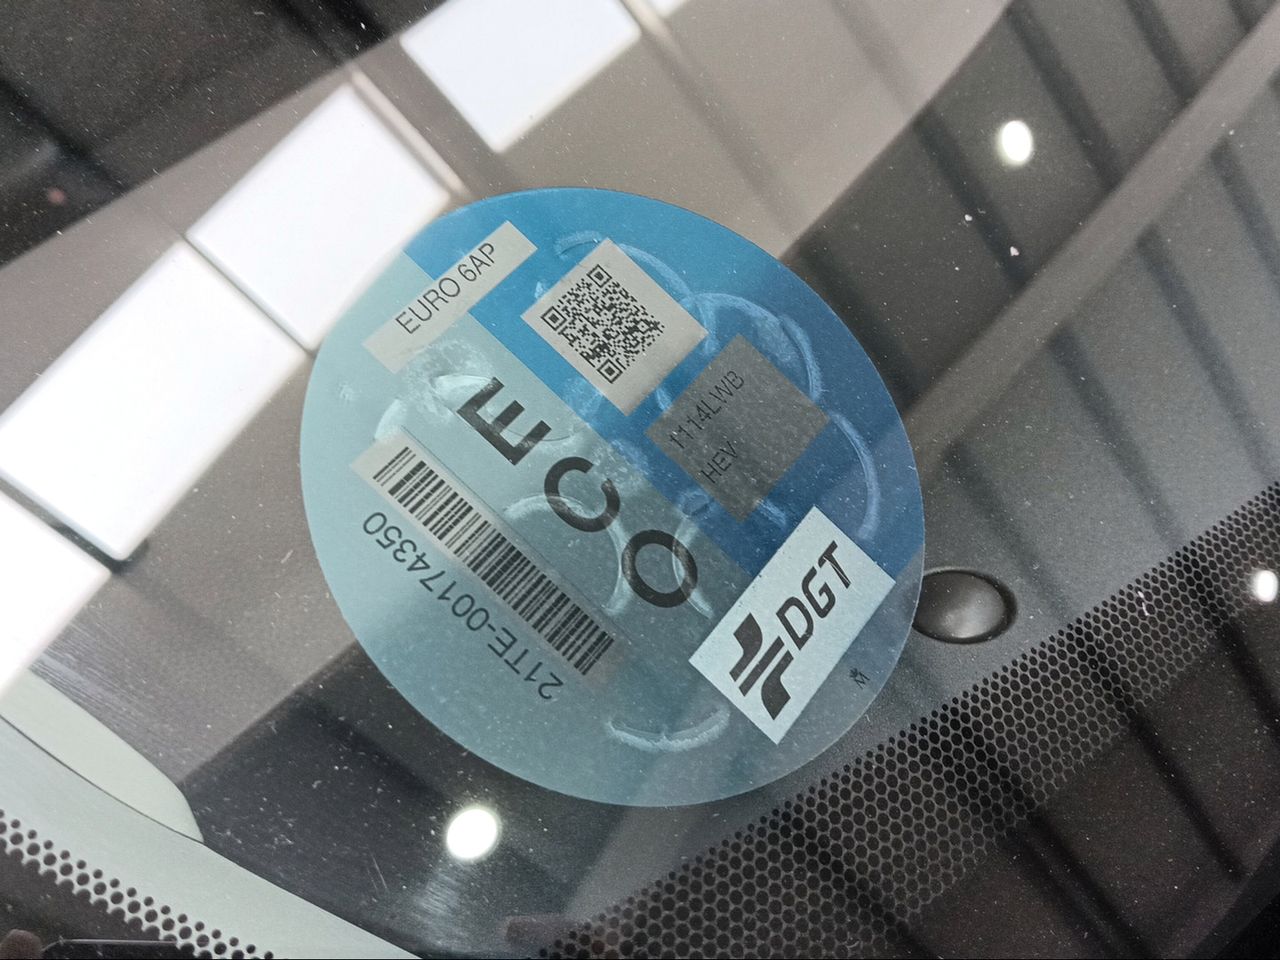 EURO 6AP
1114LWB
HEV
ECO
21TE-00174350
DGT